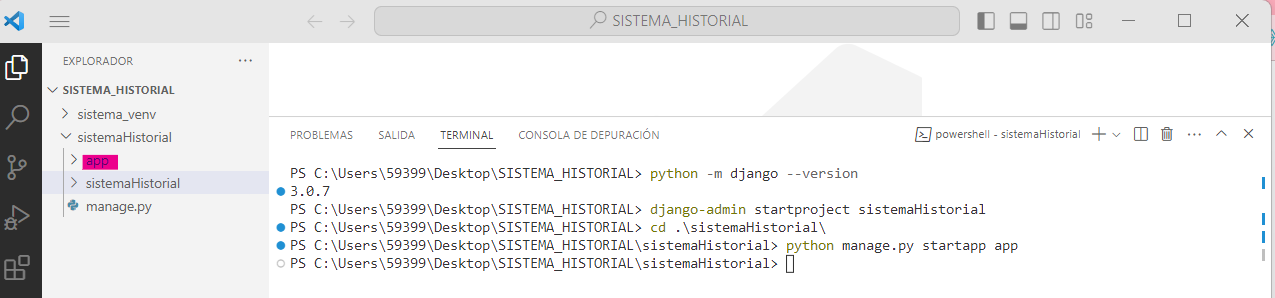 SISTEMA_HISTORIAL
EXPLORADOR
SISTEMA_HISTORIAL
sistema_venv
sistemaHistorial
app
sistemaHistorial
manage.py
PROBLEMAS SALIDA TERMINAL CONSOLA DE DEPURACIÓN powershell - sistemaHistorial
PS C:\Users\59399\Desktop\SISTEMA_HISTORIAL> python -m django --version
3.0.7
PS C:\Users\59399\Desktop\SISTEMA_HISTORIAL> django-admin startproject sistemaHistorial
PS C:\Users\59399\Desktop\SISTEMA_HISTORIAL> cd .\sistemaHistorial\
PS C:\Users\59399\Desktop\SISTEMA_HISTORIAL\sistemaHistorial> python manage.py startapp app
PS C:\Users\59399\Desktop\SISTEMA_HISTORIAL\sistemaHistorial>